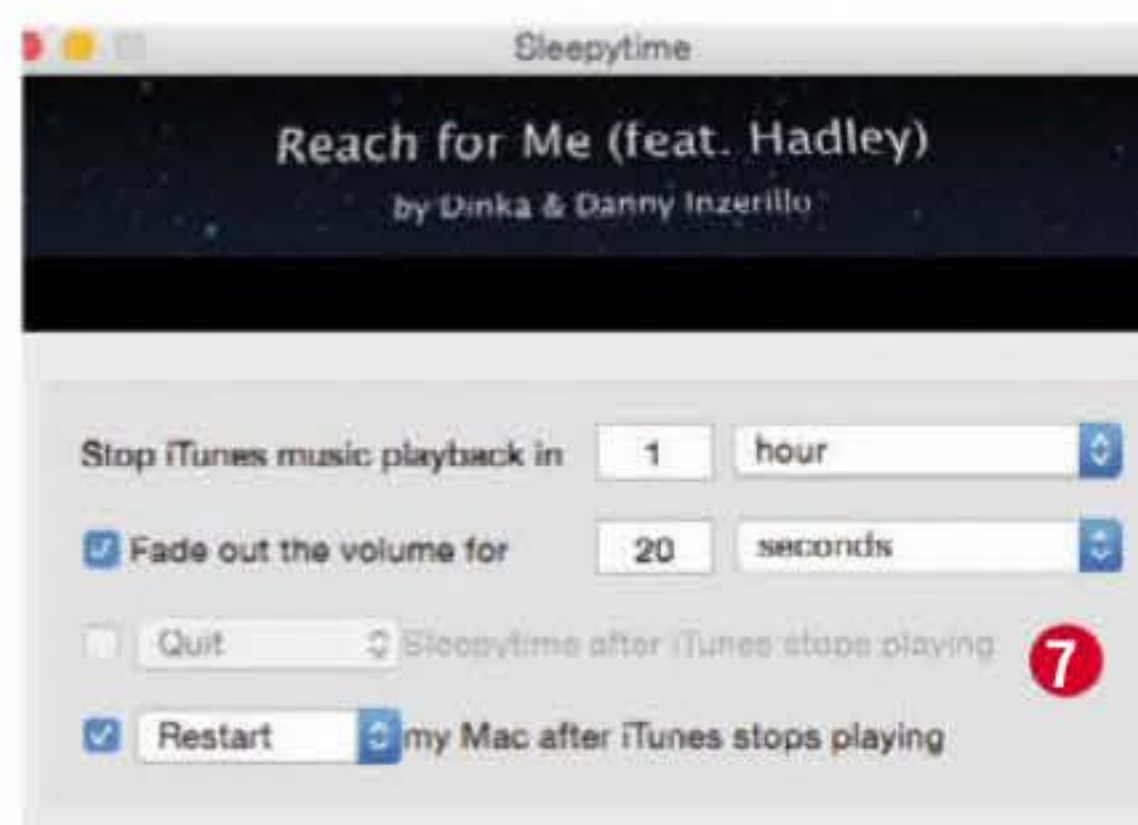 Sleepytime
Reach for Me (feat. Hadley)
by Dinka & Danny Inzerillo
Stop iTunes music playback in 1 hour
Fade out the volume for 20 seconds
Quit Sleepytime after iTunes stops playing
7
Restart my Mac after iTunes stops playing